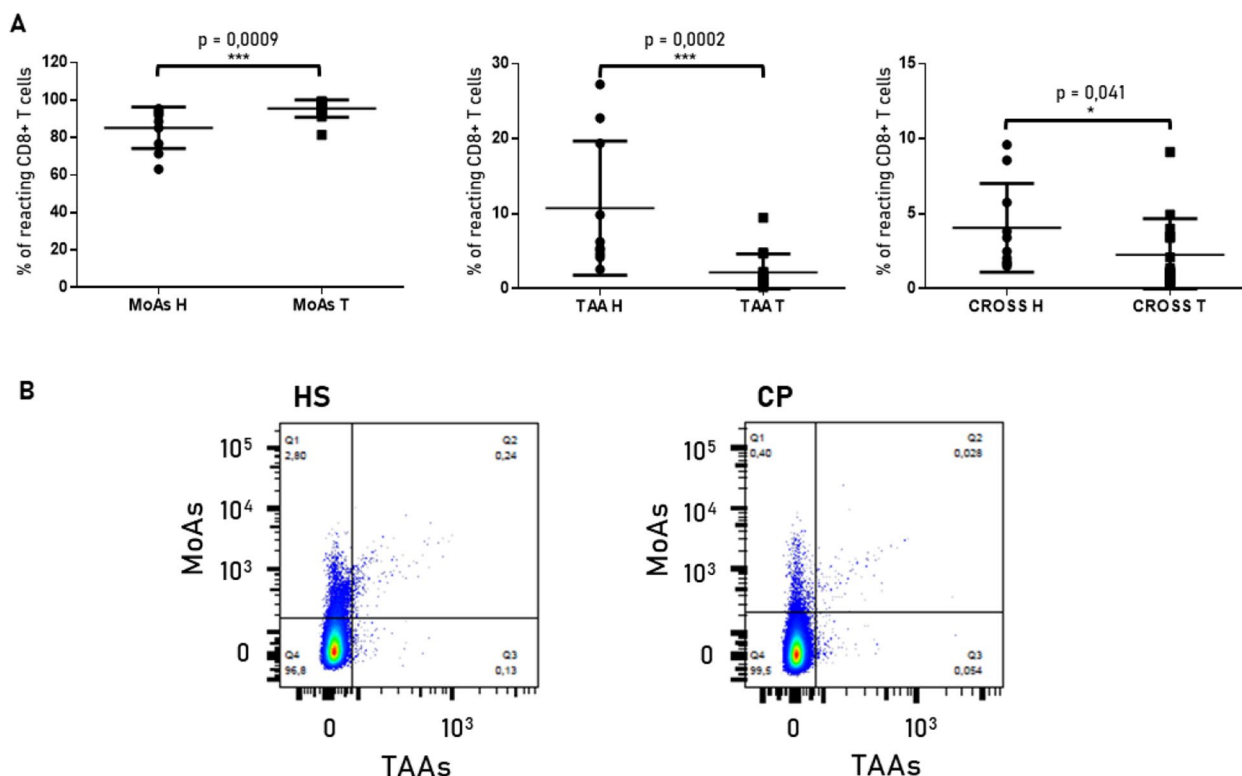 A
p = 0,0009
***
% of reacting CD8+ T cells
120
100
80
60
40
20
0
MoAs H
MoAs T
p = 0,0002
***
% of reacting CD8+ T cells
30
20
10
0
TAA H
TAA T
p = 0,041
*
% of reacting CD8+ T cells
15
10
5
0
CROSS H
CROSS T
B
HS
Q1
2,80
Q2
0,24
Q4
96,8
Q3
0,13
10⁵
10⁴
10³
0
MoAs
0
10³
TAAs
CP
Q1
0,40
Q2
0,028
Q4
99,5
Q3
0,054
10⁵
10⁴
10³
0
MoAs
0
10³
TAAs